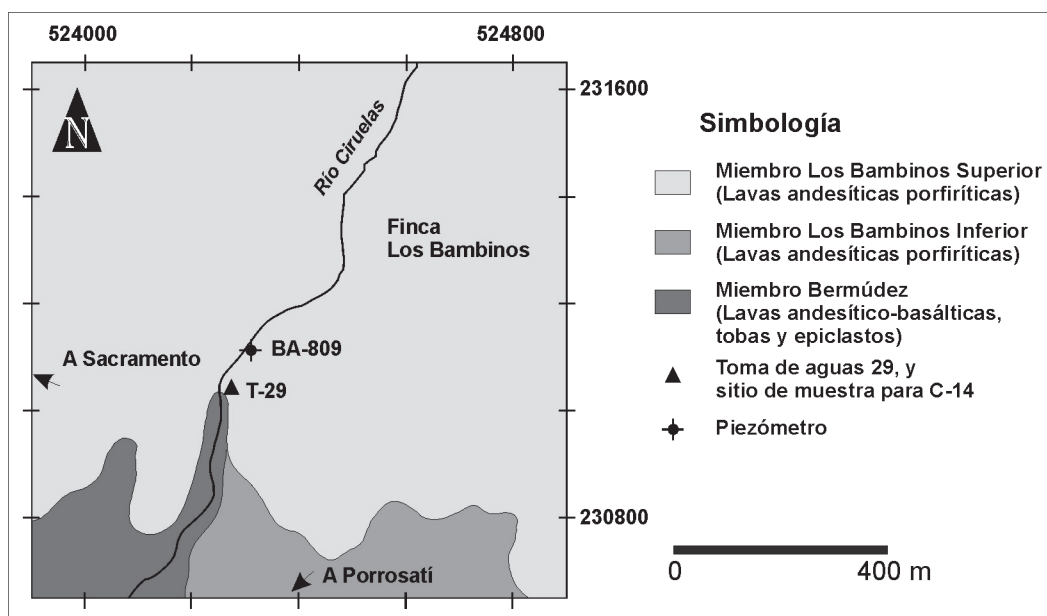 524000
524800
231600
N
Río Ciruelas
Finca
Los Bambinos
BA-809
A Sacramento
T-29
230800
A Porrosatí
Simbología
Miembro Los Bambinos Superior
(Lavas andesíticas porfiríticas)
Miembro Los Bambinos Inferior
(Lavas andesíticas porfiríticas)
Miembro Bermúdez
(Lavas andesítico-basálticas,
tobas y epiclastos)
Toma de aguas 29, y
sitio de muestra para C-14
Piezómetro
0
400 m